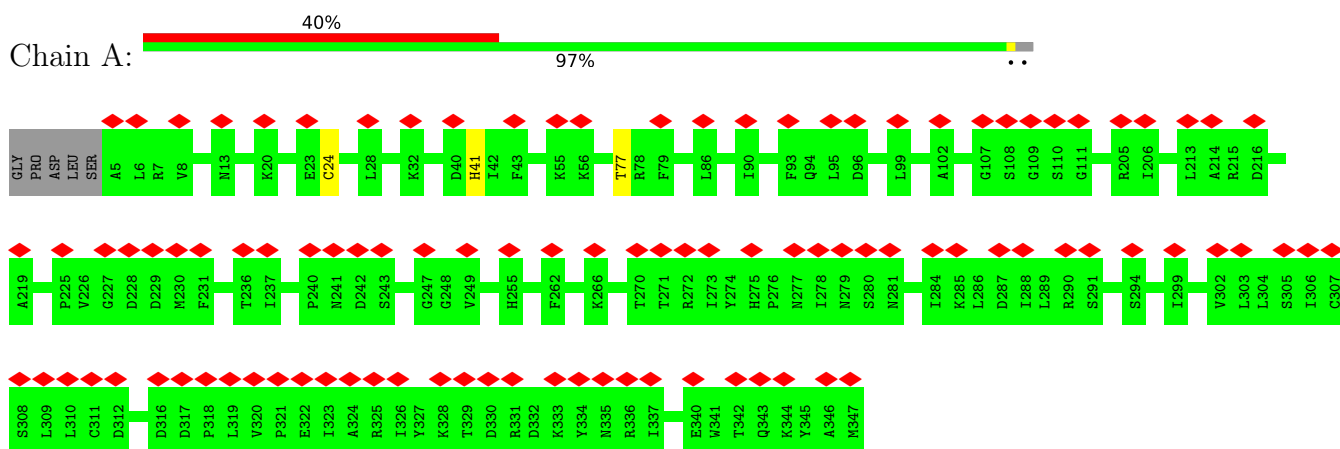 40%
Chain A:
97%
• •
GLY PRO ASP LEU SER A5 L6 R7 V8 N13 K20 E23 C24 L28 K32 D40 H41 I42 F43 K55 K56 T77 R78 F79 L86 I90 F93 Q94 L95 D96 L99 A102 G107 S108 G109 S110 G111 R205 I206 L213 A214 R215 D216
A219 P225 V226 G227 D228 D229 M230 F231 T236 I237 P240 N241 D242 S243 G247 G248 V249 H255 F262 K266 T270 T271 R272 I273 Y274 H275 P276 N277 I278 N279 S280 N281 I284 K285 L286 D287 I288 L289 R290 S291 S294 I299 V302 L303 L304 S305 I306 C307
S308 L309 L310 C311 D312 D316 D317 P318 L319 V320 P321 E322 I323 A324 R325 I326 Y327 K328 T329 D330 R331 D332 K333 Y334 N335 R336 I337 E340 W341 T342 Q343 K344 Y345 A346 M347